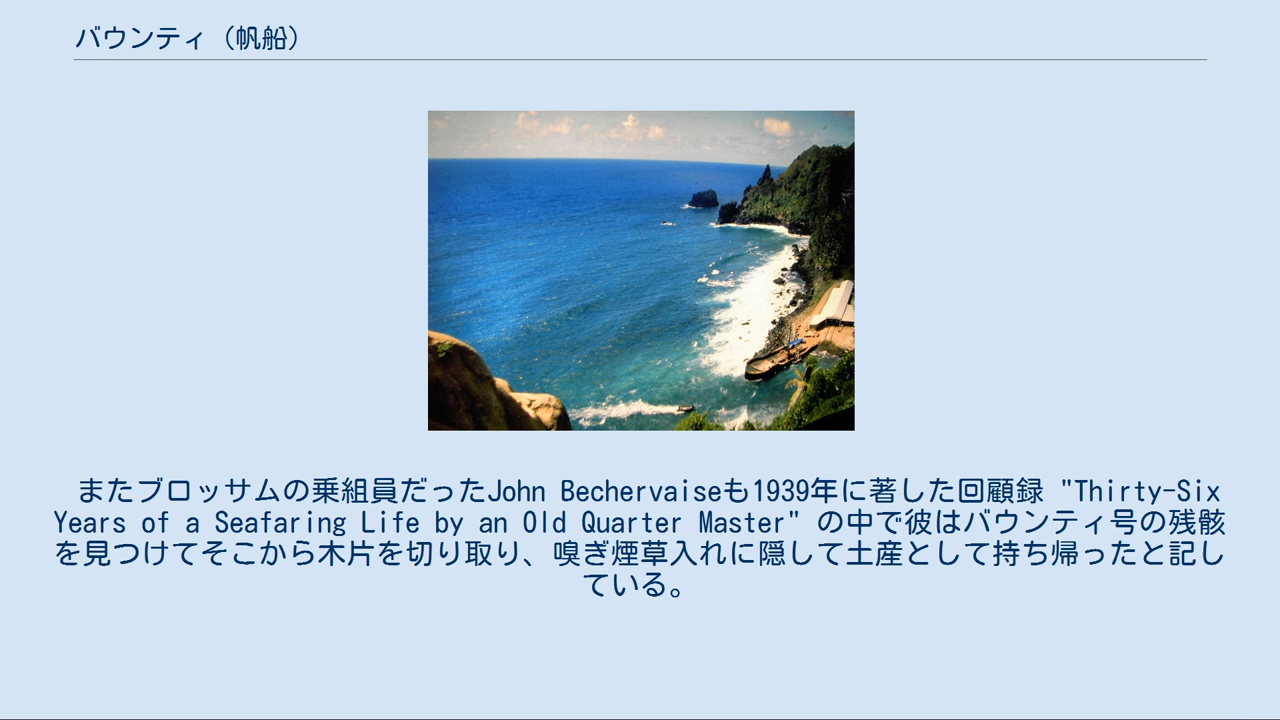 バウンティ（帆船）
またブロッサムの乗組員だったJohn Bechervaiseも1939年に著した回顧録 "Thirty-Six
Years of a Seafaring Life by an Old Quarter Master" の中で彼はバウンティ号の残骸
を見つけてそこから木片を切り取り、嗅ぎ煙草入れに隠して土産として持ち帰ったと記し
ている。